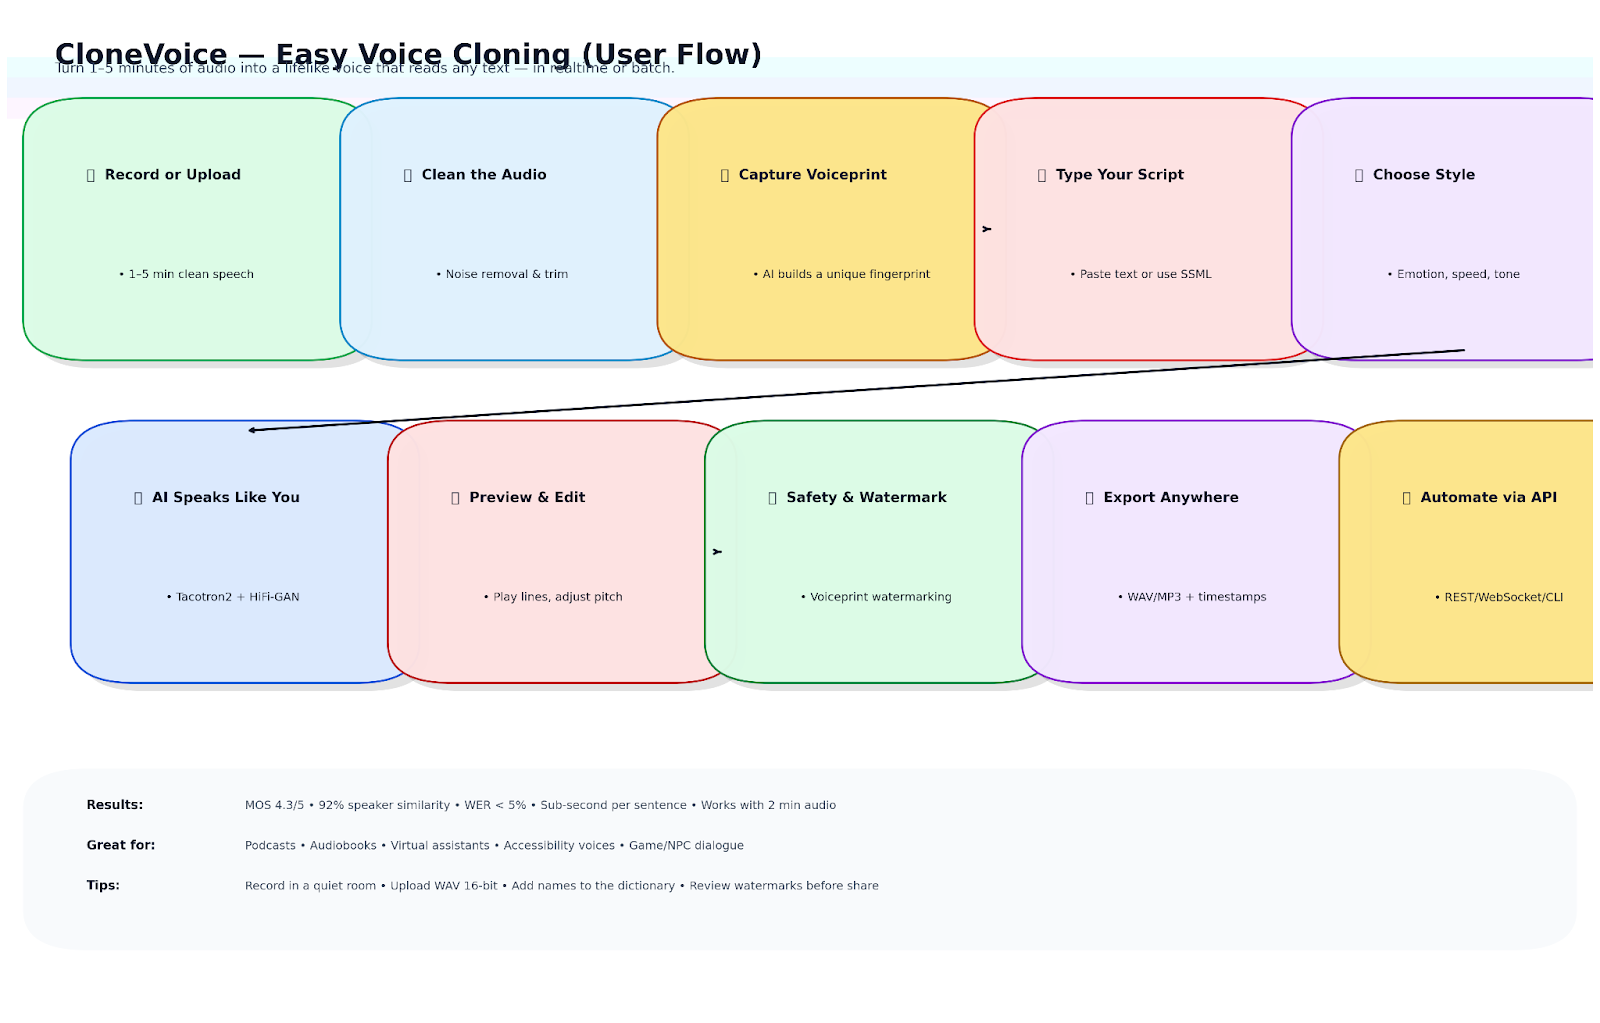 CloneVoice — Easy Voice Cloning (User Flow)
Turn 1–5 minutes of audio into a lifelike voice that reads any text — in realtime or batch.
Record or Upload
• 1–5 min clean speech
Clean the Audio
• Noise removal & trim
Capture Voiceprint
• AI builds a unique fingerprint
Type Your Script
• Paste text or use SSML
Choose Style
• Emotion, speed, tone
AI Speaks Like You
• Tacotron2 + HiFi-GAN
Preview & Edit
• Play lines, adjust pitch
Safety & Watermark
• Voiceprint watermarking
Export Anywhere
• WAV/MP3 + timestamps
Automate via API
• REST/WebSocket/CLI
Results: MOS 4.3/5 • 92% speaker similarity • WER < 5% • Sub-second per sentence • Works with 2 min audio
Great for: Podcasts • Audiobooks • Virtual assistants • Accessibility voices • Game/NPC dialogue
Tips: Record in a quiet room • Upload WAV 16-bit • Add names to the dictionary • Review watermarks before share